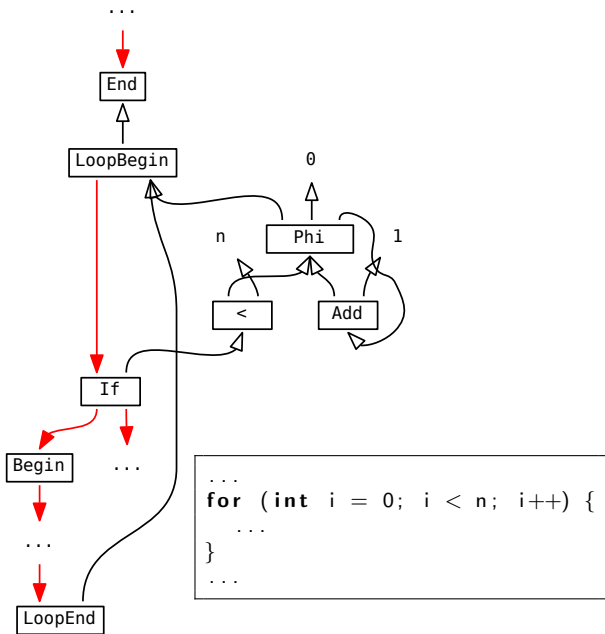 ...
End
LoopBegin
0
n
Phi
1
<
Add
If
Begin
...
...
LoopEnd
...
for (int i = 0; i < n; i++) {
...
}
...